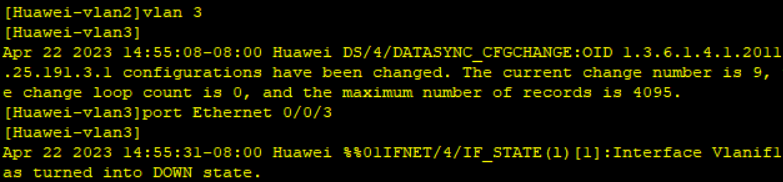 [Huawei-vlan2]vlan 3
[Huawei-vlan3]
Apr 22 2023 14:55:08-08:00 Huawei DS/4/DATASYNC_CFGCHANGE:OID 1.3.6.1.4.1.2011
.25.191.3.1 configurations have been changed. The current change number is 9,
e change loop count is 0, and the maximum number of records is 4095.
[Huawei-vlan3]port Ethernet 0/0/3
[Huawei-vlan3]
Apr 22 2023 14:55:31-08:00 Huawei %%01IFNET/4/IF_STATE(l)[1]:Interface Vlanif1
as turned into DOWN state.